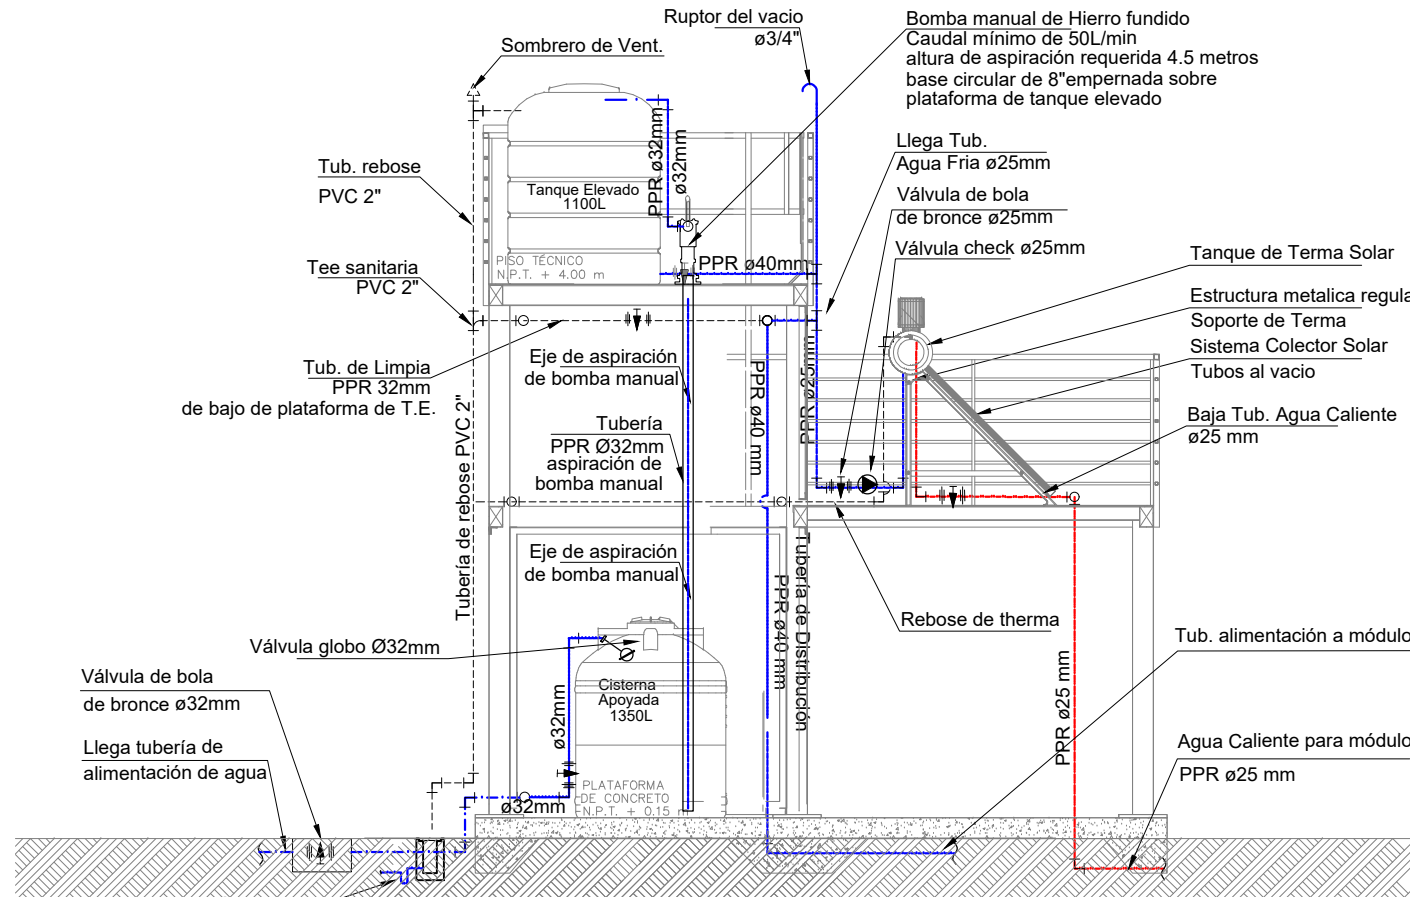 Ruptor del vacio
ø3/4"
Bomba manual de Hierro fundido
Caudal mínimo de 50L/min
altura de aspiración requerida 4.5 metros
base circular de 8"empernada sobre
plataforma de tanque elevado
Sombrero de Vent.
Llega Tub.
Agua Fria ø25mm
Tub. rebose
PVC 2"
Tanque Elevado
1100L
PPR ø32mm
ø32mm
Válvula de bola
de bronce ø25mm
Válvula check ø25mm
PISO TÉCNICO
N.P.T. + 4.00 m
PPR ø40mm
Tee sanitaria
PVC 2"
Tanque de Terma Solar
Estructura metalica regula
Soporte de Terma
Sistema Colector Solar
Tubos al vacio
Tub. de Limpia
PPR 32mm
de bajo de plataforma de T.E.
Eje de aspiración
de bomba manual
PPR ø40 mm
PPR ø25mm
Baja Tub. Agua Caliente
ø25 mm
Tubería
PPR Ø32mm
aspiración de
bomba manual
Tubería de rebose PVC 2"
Eje de aspiración
de bomba manual
Tubería de Distribución
PPR ø40 mm
Rebose de therma
Tub. alimentación a módulo
Válvula globo Ø32mm
Cisterna
Apoyada
1350L
Válvula de bola
de bronce ø32mm
ø32mm
PPR ø25 mm
Llega tubería de
alimentación de agua
Agua Caliente para módulo
PPR ø25 mm
PLATAFORMA
DE CONCRETO
N.P.T. + 0.15 m
ø32mm